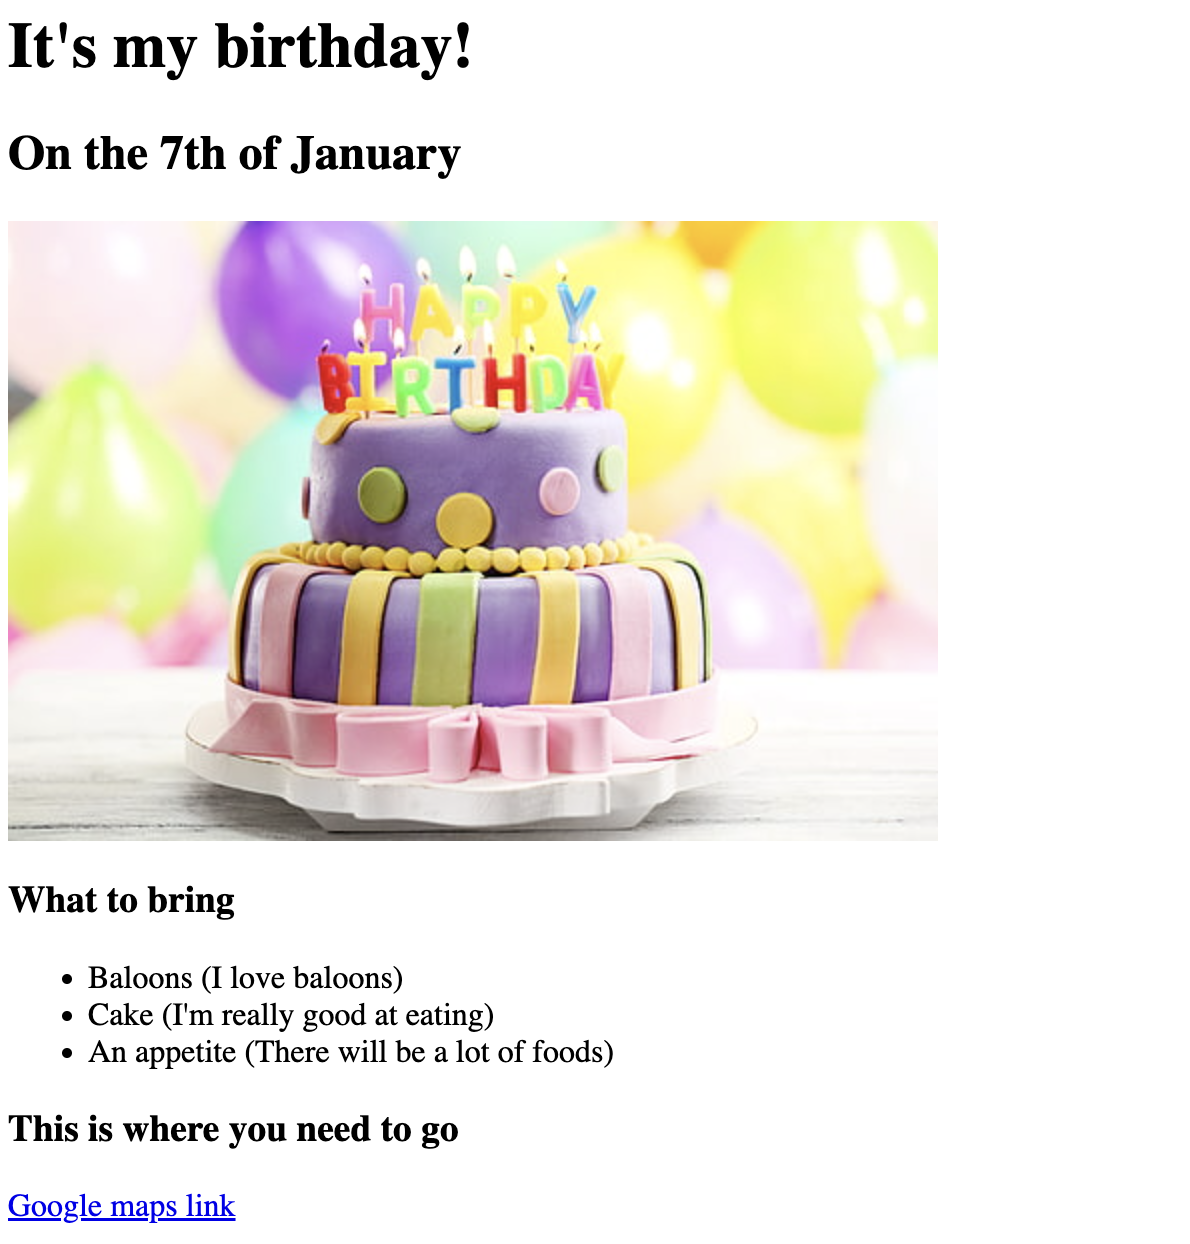 It's my birthday!
On the 7th of January
HAPPY
BIRTHDAY
What to bring
Baloons (I love baloons)
Cake (I'm really good at eating)
An appetite (There will be a lot of foods)
This is where you need to go
Google maps link